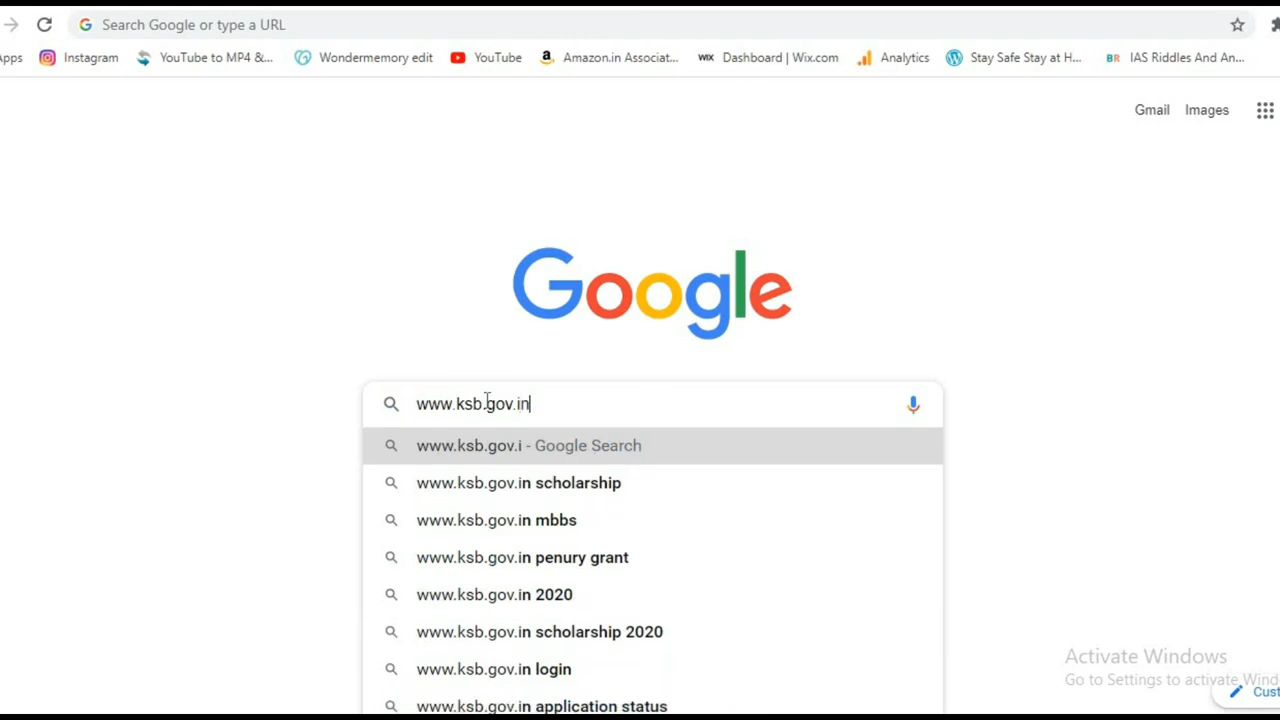 Search Google or type a URL
Apps Instagram YouTube to MP4 &... Wondermemory edit YouTube Amazon.in Associat... WIX Dashboard | Wix.com Analytics Stay Safe Stay at H... BR IAS Riddles And An...
Gmail Images
Google
www.ksb.gov.in
www.ksb.gov.i - Google Search
www.ksb.gov.in scholarship
www.ksb.gov.in mbbs
www.ksb.gov.in penury grant
www.ksb.gov.in 2020
www.ksb.gov.in scholarship 2020
www.ksb.gov.in login
www.ksb.gov.in application status
Activate Windows
Go to Settings to activate Wind
Cust